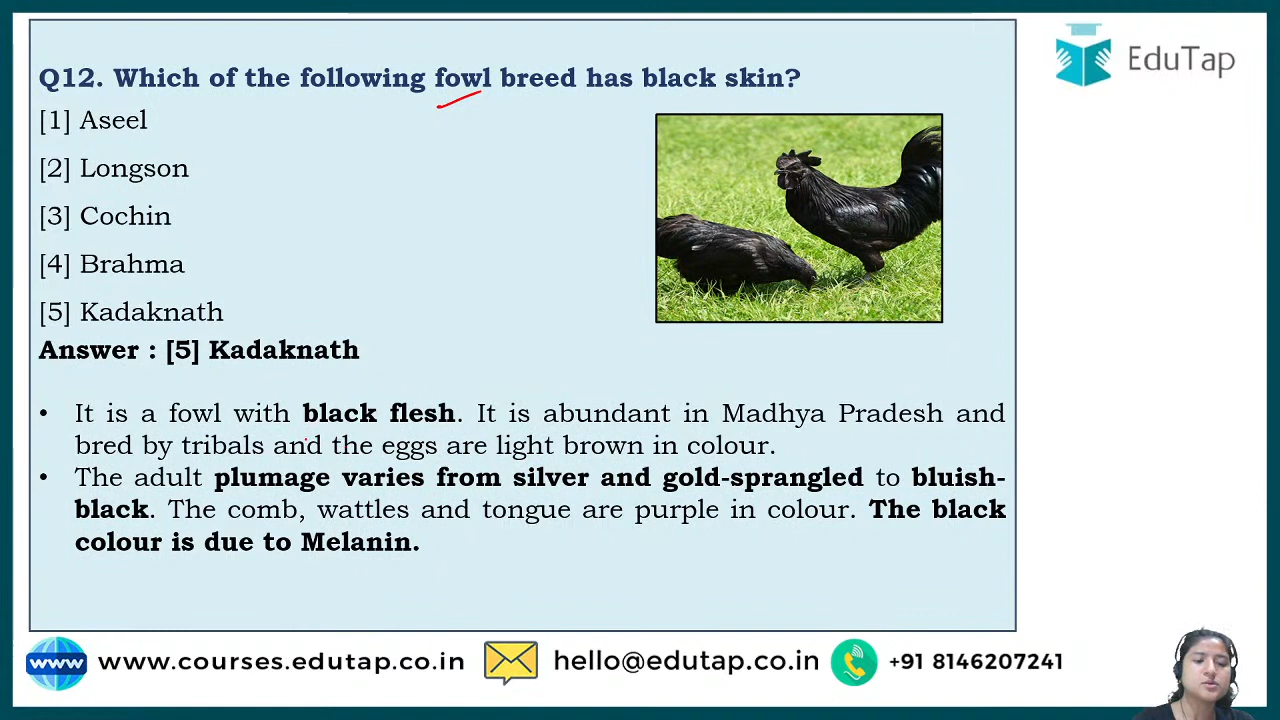 Q12. Which of the following fowl breed has black skin?
[1] Aseel
[2] Longson
[3] Cochin
[4] Brahma
[5] Kadaknath
Answer : [5] Kadaknath
• It is a fowl with black flesh. It is abundant in Madhya Pradesh and
bred by tribals and the eggs are light brown in colour.
• The adult plumage varies from silver and gold-sprangled to bluish-
black. The comb, wattles and tongue are purple in colour. The black
colour is due to Melanin.
EduTap
www www.courses.edutap.co.in hello@edutap.co.in +91 8146207241